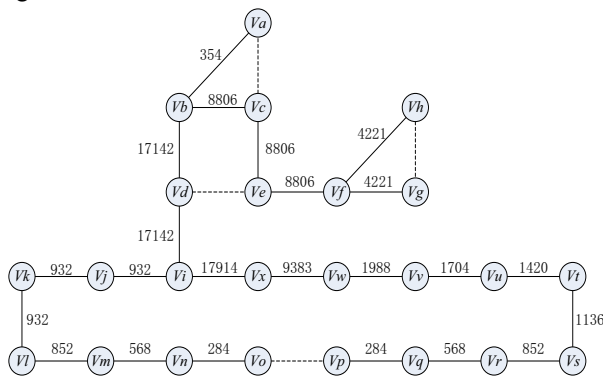 Va
354
Vb 8806 Vc Vh
17142 8806 4221
Vd Ve 8806 Vf 4221 Vg
17142
Vk 932 Vj 932 Vi 17914 Vx 9383 Vw 1988 Vv 1704 Vu 1420 Vt
932 1136
Vl 852 Vm 568 Vn 284 Vo Vp 284 Vq 568 Vr 852 Vs